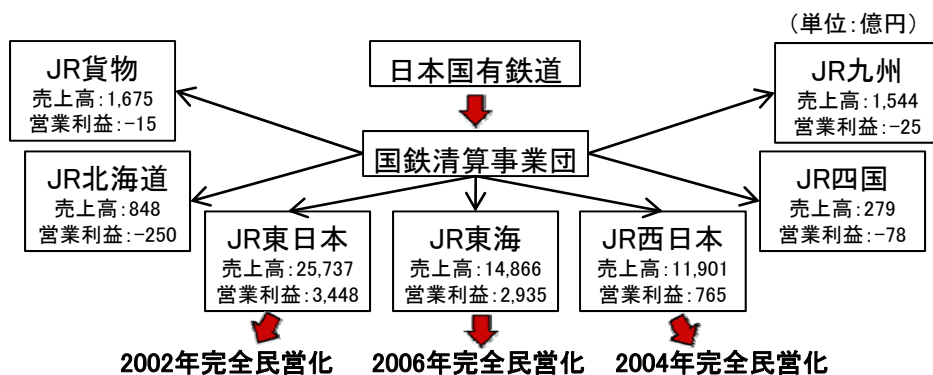 （単位：億円）
日本国有鉄道
国鉄清算事業団
JR貨物
売上高：1,675
営業利益：-15
JR九州
売上高：1,544
営業利益：-25
JR北海道
売上高：848
営業利益：-250
JR四国
売上高：279
営業利益：-78
JR東日本
売上高：25,737
営業利益：3,448
JR東海
売上高：14,866
営業利益：2,935
JR西日本
売上高：11,901
営業利益：765
2002年完全民営化
2006年完全民営化
2004年完全民営化